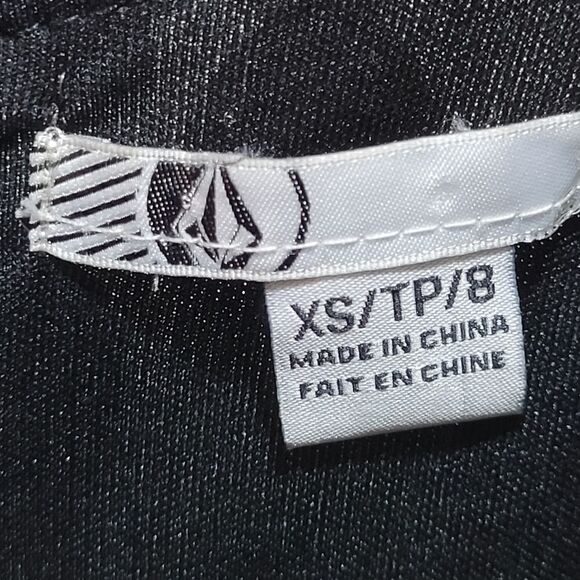 XS/TP/8
MADE IN CHINA
FAIT EN CHINE